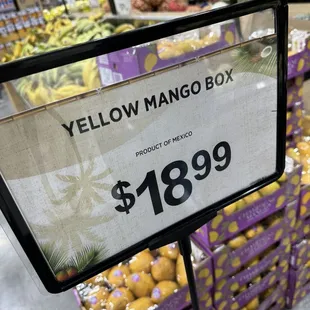 YELLOW MANGO BOX
PRODUCT OF MEXICO
$18.99